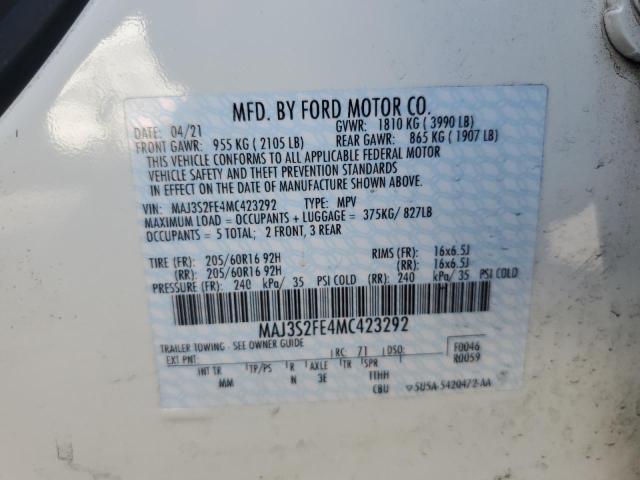 MFD. BY FORD MOTOR CO.
DATE: 04/21 GVWR: 1810 KG ( 3990 LB)
FRONT GAWR: 955 KG ( 2105 LB) REAR GAWR: 865 KG ( 1907 LB)
THIS VEHICLE CONFORMS TO ALL APPLICABLE FEDERAL MOTOR
VEHICLE SAFETY AND THEFT PREVENTION STANDARDS
IN EFFECT ON THE DATE OF MANUFACTURE SHOWN ABOVE.
VIN: MAJ3S2FE4MC423292 TYPE: MPV
MAXIMUM LOAD = OCCUPANTS + LUGGAGE = 375KG/ 827LB
OCCUPANTS = 5 TOTAL; 2 FRONT, 3 REAR
TIRE (FR): 205/60R16 92H RIMS (FR): 16x6.5J
(RR): 205/60R16 92H (RR): 16x6.5J
PRESSURE (FR): 240 kPa/ 35 PSI COLD (RR): 240 kPa/ 35 PSI COLD
MAJ3S2FE4MC423292
TRAILER TOWING - SEE OWNER GUIDE
EXT PNT: RC: 71 DSO: F0046
R0059
INT TR TP/PS R AXLE TR SPR
MM N 3E TTHH
CBU 5U5A-5420472-AA